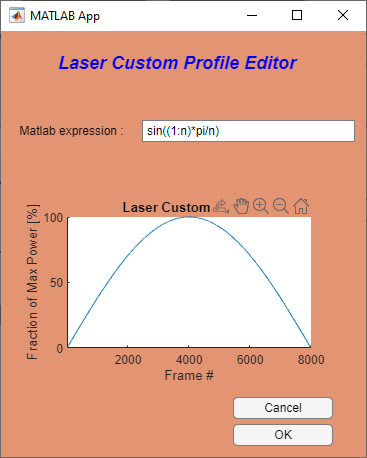 MATLAB App
Laser Custom Profile Editor
Matlab expression :
sin((1:n)*pi/n)
Laser Custom
Fraction of Max Power [%]
100
50
0
2000 4000 6000 8000
Frame #
Cancel
OK